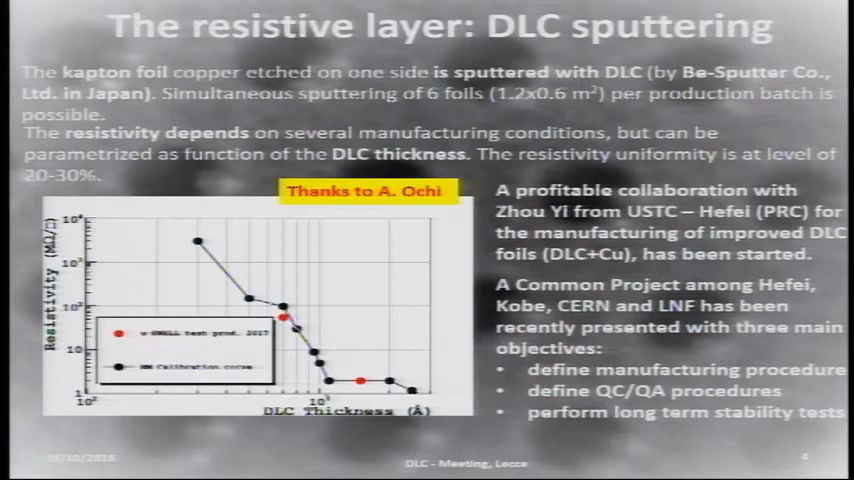 The resistive layer: DLC sputtering
The kapton foil copper etched on one side is sputtered with DLC (by Be-Sputter Co.,
Ltd. in Japan). Simultaneous sputtering of 6 foils (1.2x0.6 m²) per production batch is
possible.
The resistivity depends on several manufacturing conditions, but can be
parametrized as function of the DLC thickness. The resistivity uniformity is at level of
20-30%.
Thanks to A. Ochi
A profitable collaboration with
Zhou Yi from USTC – Hefei (PRC) for
the manufacturing of improved DLC
foils (DLC+Cu), has been started.
A Common Project among Hefei,
Kobe, CERN and LNF has been
recently presented with three main
objectives:
• define manufacturing procedure
• define QC/QA procedures
• perform long term stability tests
Resistivity (MΩ/□)
10⁴
10³
10²
10
1
u-RWELL test prod. 2017
MM Calibration curve
10²
10³
DLC Thickness (Å)
/10/2018
DLC - Meeting, Lecce
4